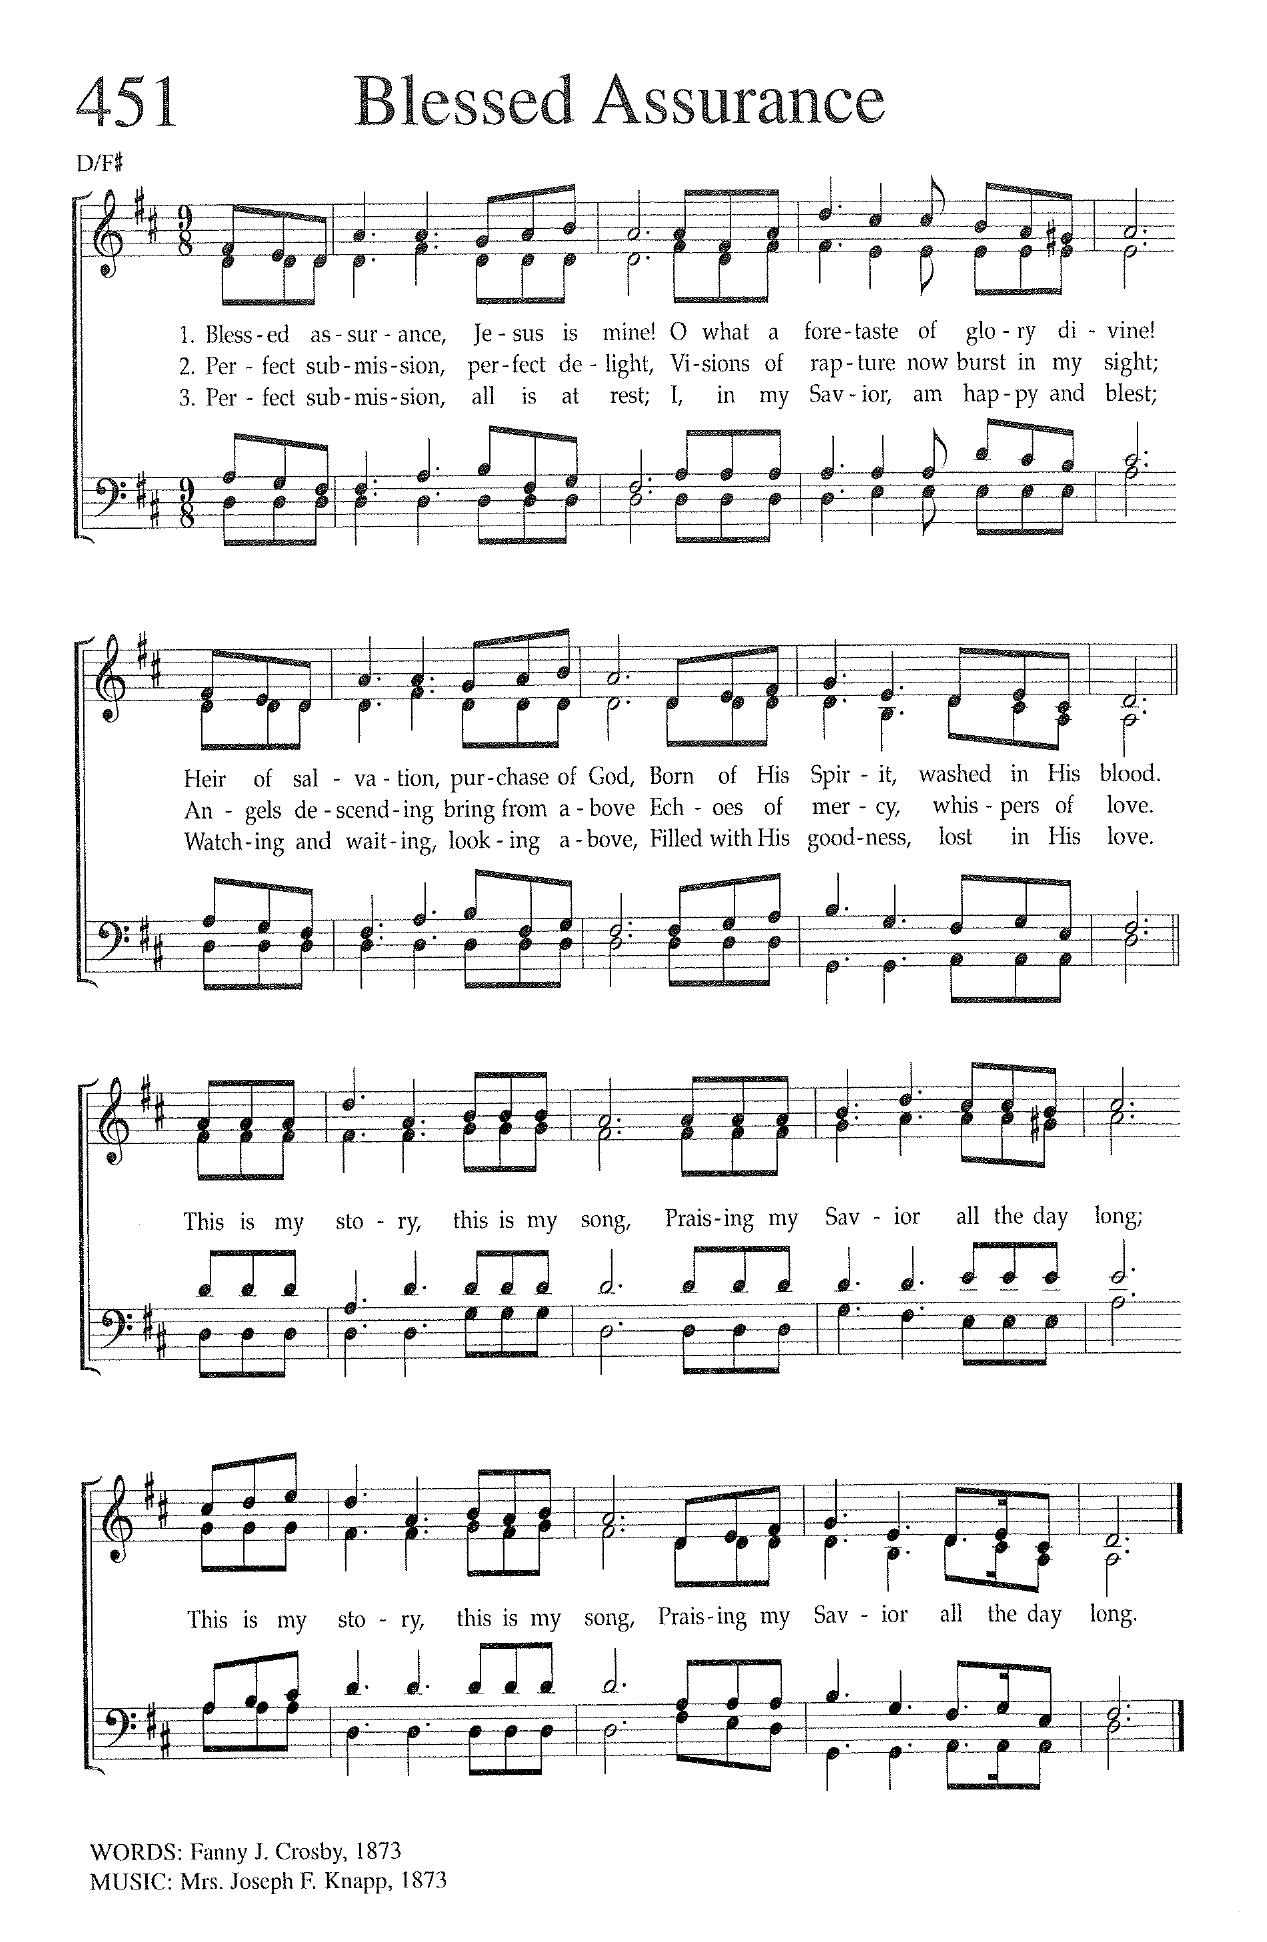 451 Blessed Assurance
D/F♯
9/8
1. Bless-ed as-sur-ance, Je-sus is mine! O what a fore-taste of glo-ry di-vine!
2. Per-fect sub-mis-sion, per-fect de-light, Vi-sions of rap-ture now burst in my sight;
3. Per-fect sub-mis-sion, all is at rest; I, in my Sav-ior, am hap-py and blest;
9/8
Heir of sal-va-tion, pur-chase of God, Born of His Spir-it, washed in His blood.
An-gels de-scend-ing bring from a-bove Ech-oes of mer-cy, whis-pers of love.
Watch-ing and wait-ing, look-ing a-bove, Filled with His good-ness, lost in His love.
This is my sto-ry, this is my song, Prais-ing my Sav-ior all the day long;
This is my sto-ry, this is my song, Prais-ing my Sav-ior all the day long.
WORDS: Fanny J. Crosby, 1873
MUSIC: Mrs. Joseph F. Knapp, 1873